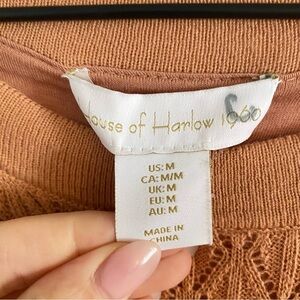 House of Harlow 1960
US: M
CA: M/M
UK: M
EU: M
AU: M
MADE IN
CHINA